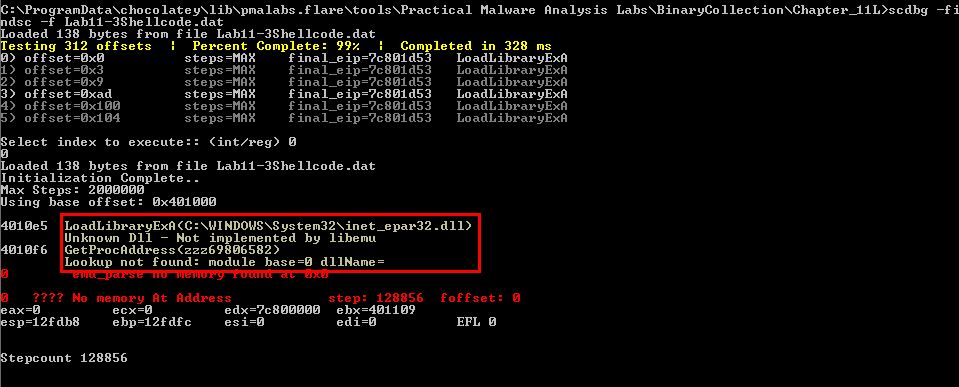 C:\ProgramData\chocolatey\lib\pmalabs.flare\tools\Practical Malware Analysis Labs\BinaryCollection\Chapter_11L>scdbg -fi
ndsc -f Lab11-3Shellcode.dat
Loaded 138 bytes from file Lab11-3Shellcode.dat
Testing 312 offsets | Percent Complete: 99% | Completed in 328 ms
0) offset=0x0 steps=MAX final_eip=7c801d53 LoadLibraryExA
1) offset=0x3 steps=MAX final_eip=7c801d53 LoadLibraryExA
2) offset=0x9 steps=MAX final_eip=7c801d53 LoadLibraryExA
3) offset=0xad steps=MAX final_eip=7c801d53 LoadLibraryExA
4) offset=0x100 steps=MAX final_eip=7c801d53 LoadLibraryExA
5) offset=0x104 steps=MAX final_eip=7c801d53 LoadLibraryExA
Select index to execute:: (int/reg) 0
0
Loaded 138 bytes from file Lab11-3Shellcode.dat
Initialization Complete..
Max Steps: 2000000
Using base offset: 0x401000
4010e5 LoadLibraryExA(C:\WINDOWS\System32\inet_epar32.dll)
Unknown Dll - Not implemented by libemu
4010f6 GetProcAddress(zzz69806582)
Lookup not found: module base=0 dllName=
0 emu_parse no memory found at 0x0
0 ???? No memory At Address step: 128856 foffset: 0
eax=0 ecx=0 edx=7c800000 ebx=401109
esp=12fdb8 ebp=12fdfc esi=0 edi=0 EFL 0
Stepcount 128856